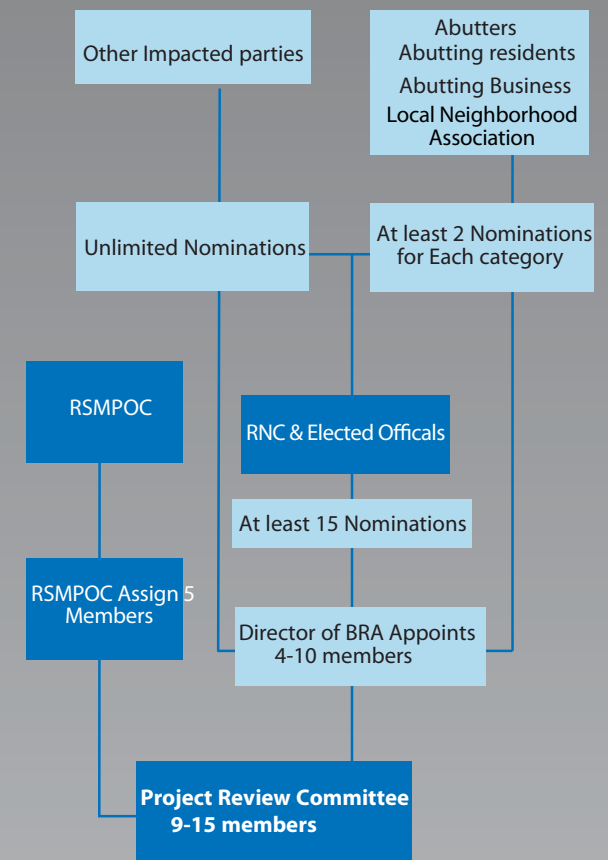 Other Impacted parties
Abutters
Abutting residents
Abutting Business
Local Neighborhood
Association
Unlimited Nominations
At least 2 Nominations
for Each category
RSMPOC
RNC & Elected Officals
At least 15 Nominations
RSMPOC Assign 5
Members
Director of BRA Appoints
4-10 members
Project Review Committee
9-15 members